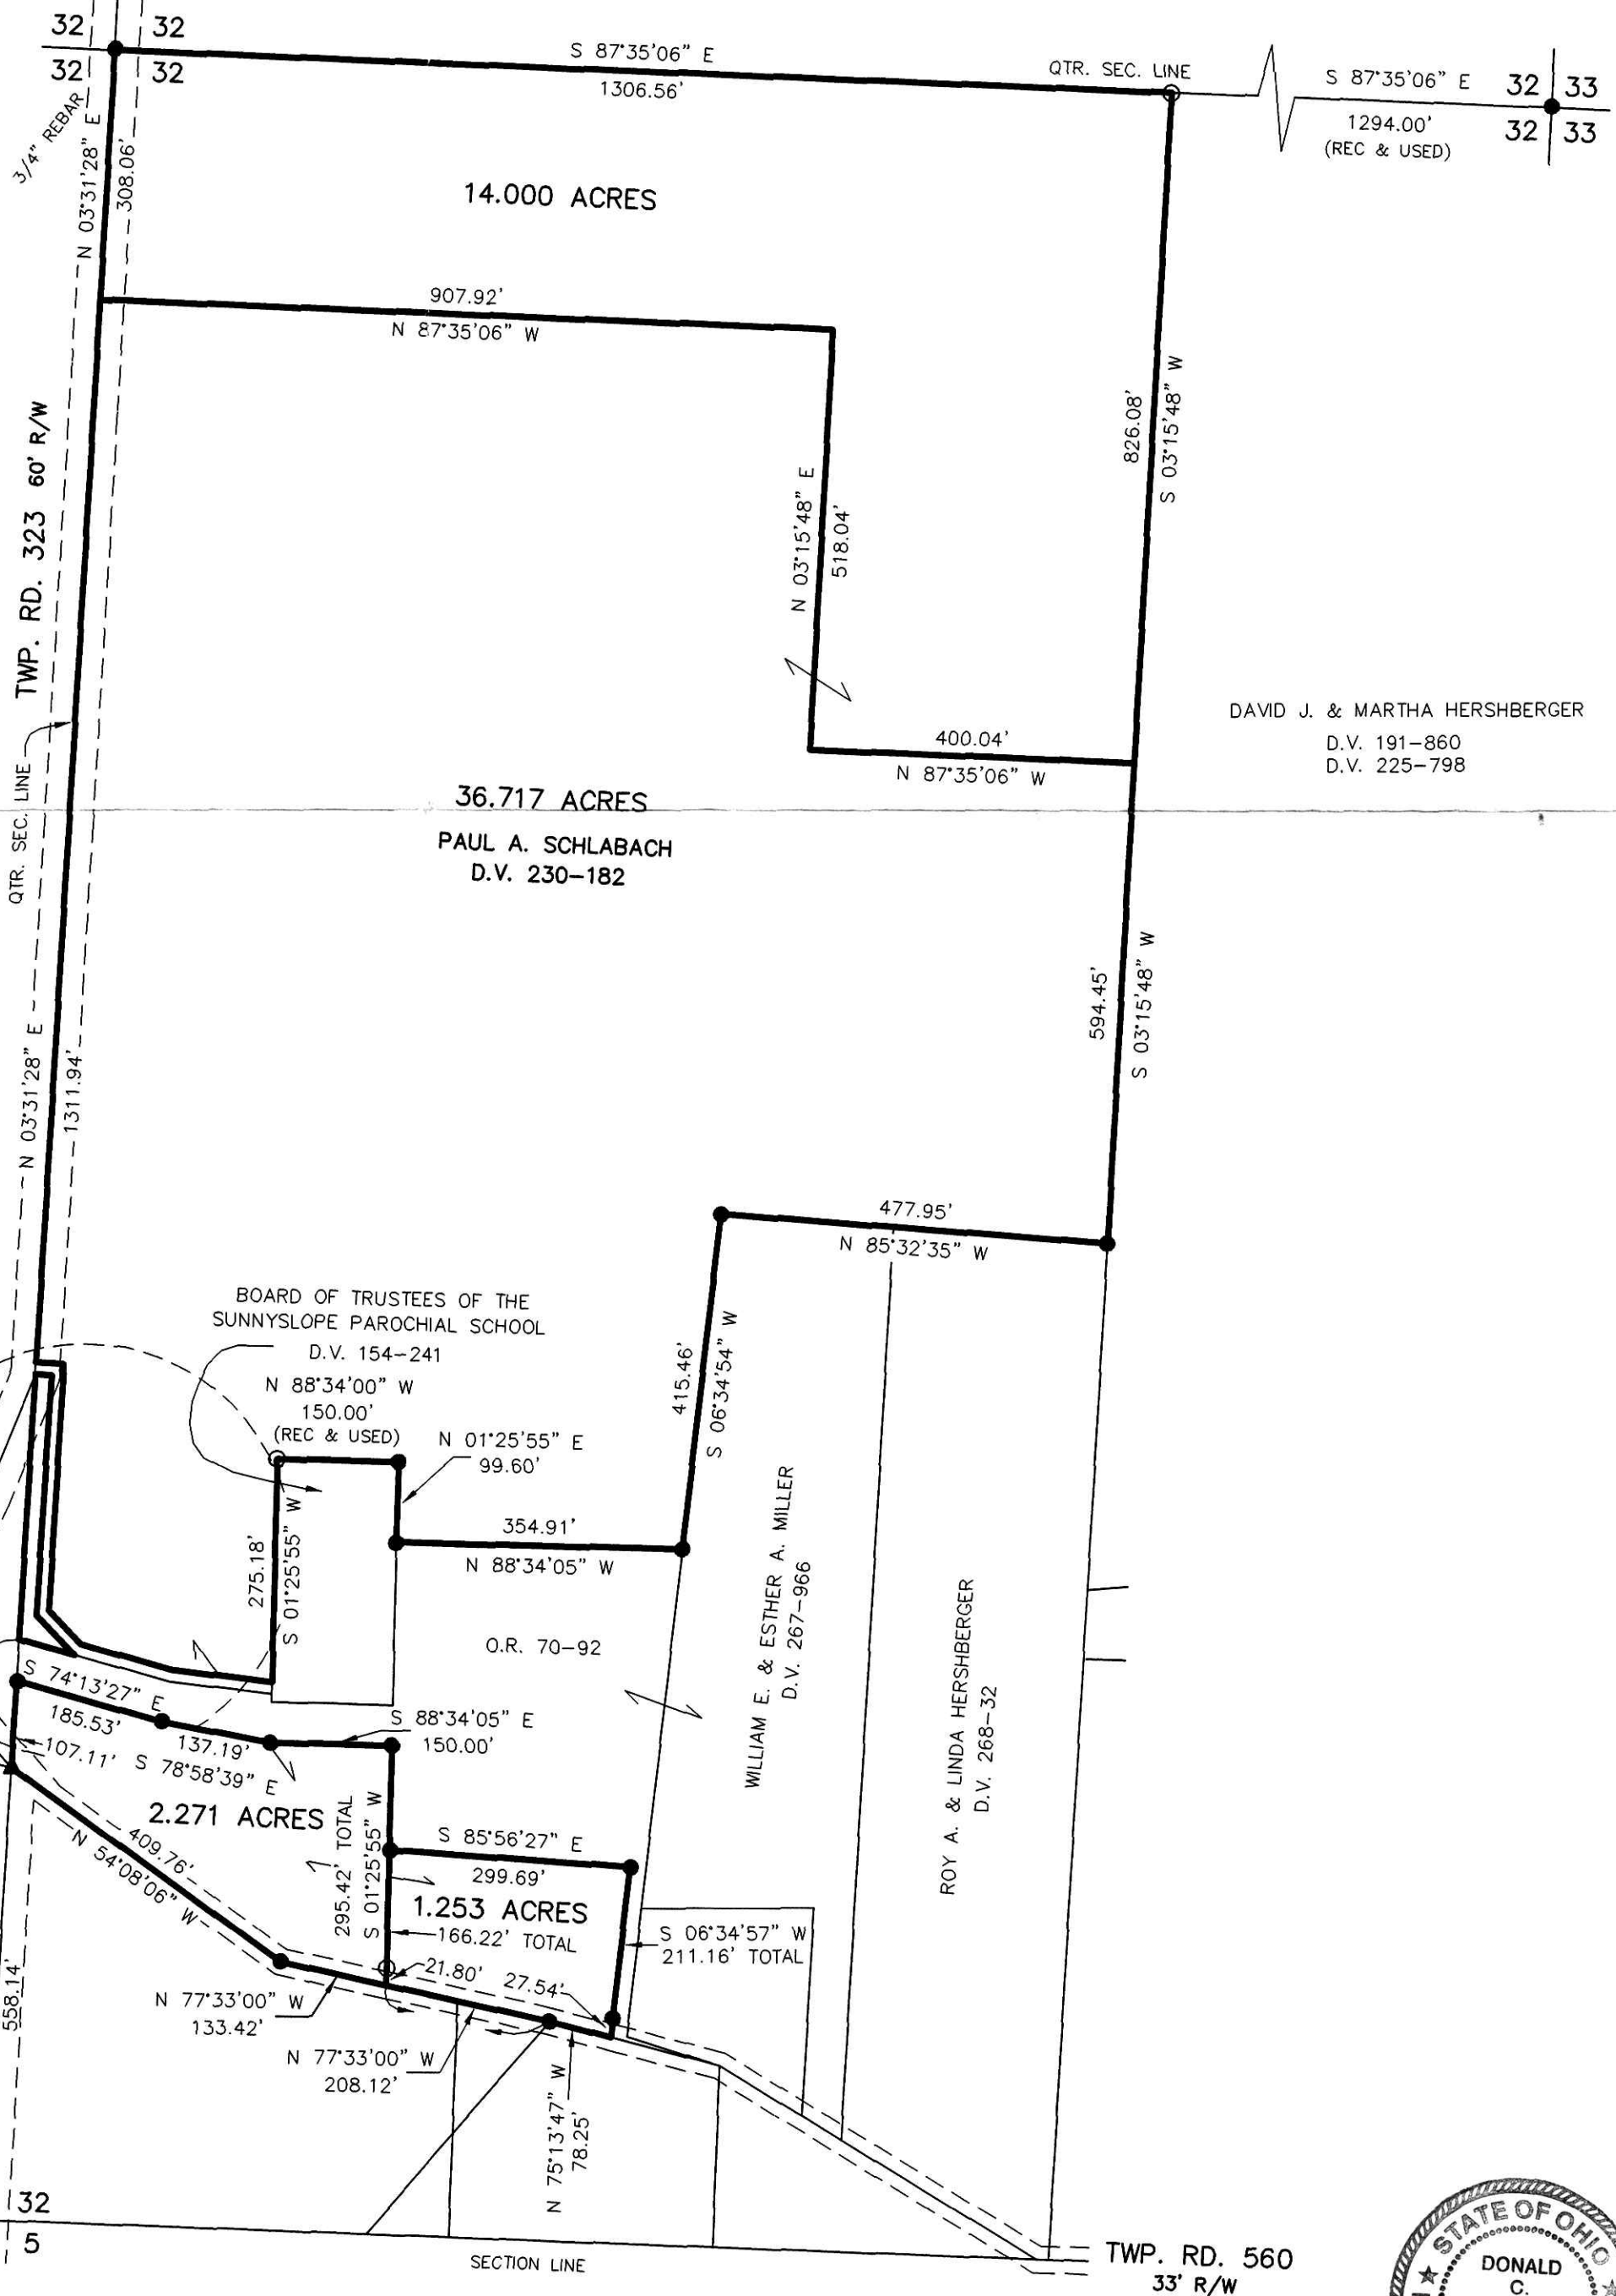 32 32
32 32
3/4" REBAR
S 87°35'06" E
1306.56'
QTR. SEC. LINE
S 87°35'06" E
1294.00'
(REC & USED)
32 33
32 33
N 03°31'28" E
308.06'
14.000 ACRES
907.92'
N 87°35'06" W
N 03°15'48" E
518.04'
826.08'
S 03°15'48" W
TWP. RD. 323 60' R/W
QTR. SEC. LINE
400.04'
N 87°35'06" W
DAVID J. & MARTHA HERSHBERGER
D.V. 191-860
D.V. 225-798
36.717 ACRES
PAUL A. SCHLABACH
D.V. 230-182
594.45'
S 03°15'48" W
N 03°31'28" E
1311.94'
477.95'
N 85°32'35" W
BOARD OF TRUSTEES OF THE
SUNNYSLOPE PAROCHIAL SCHOOL
D.V. 154-241
N 88°34'00" W
150.00'
(REC & USED)
N 01°25'55" E
99.60'
415.46'
S 06°34'54" W
275.18'
S 01°25'55" W
354.91'
N 88°34'05" W
O.R. 70-92
WILLIAM E. & ESTHER A. MILLER
D.V. 267-966
ROY A. & LINDA HERSHBERGER
D.V. 268-32
S 74°13'27" E
185.53'
107.11'
137.19'
S 78°58'39" E
S 88°34'05" E
150.00'
2.271 ACRES
409.76'
N 54°08'06" W
295.42' TOTAL
S 01°25'55" W
S 85°56'27" E
299.69'
1.253 ACRES
166.22' TOTAL
S 06°34'57" W
211.16' TOTAL
21.80'
27.54'
N 77°33'00" W
133.42'
N 77°33'00" W
208.12'
N 75°13'47" W
78.25'
558.14'
32
5
SECTION LINE
TWP. RD. 560
33' R/W
STATE OF OHIO
DONALD
C.